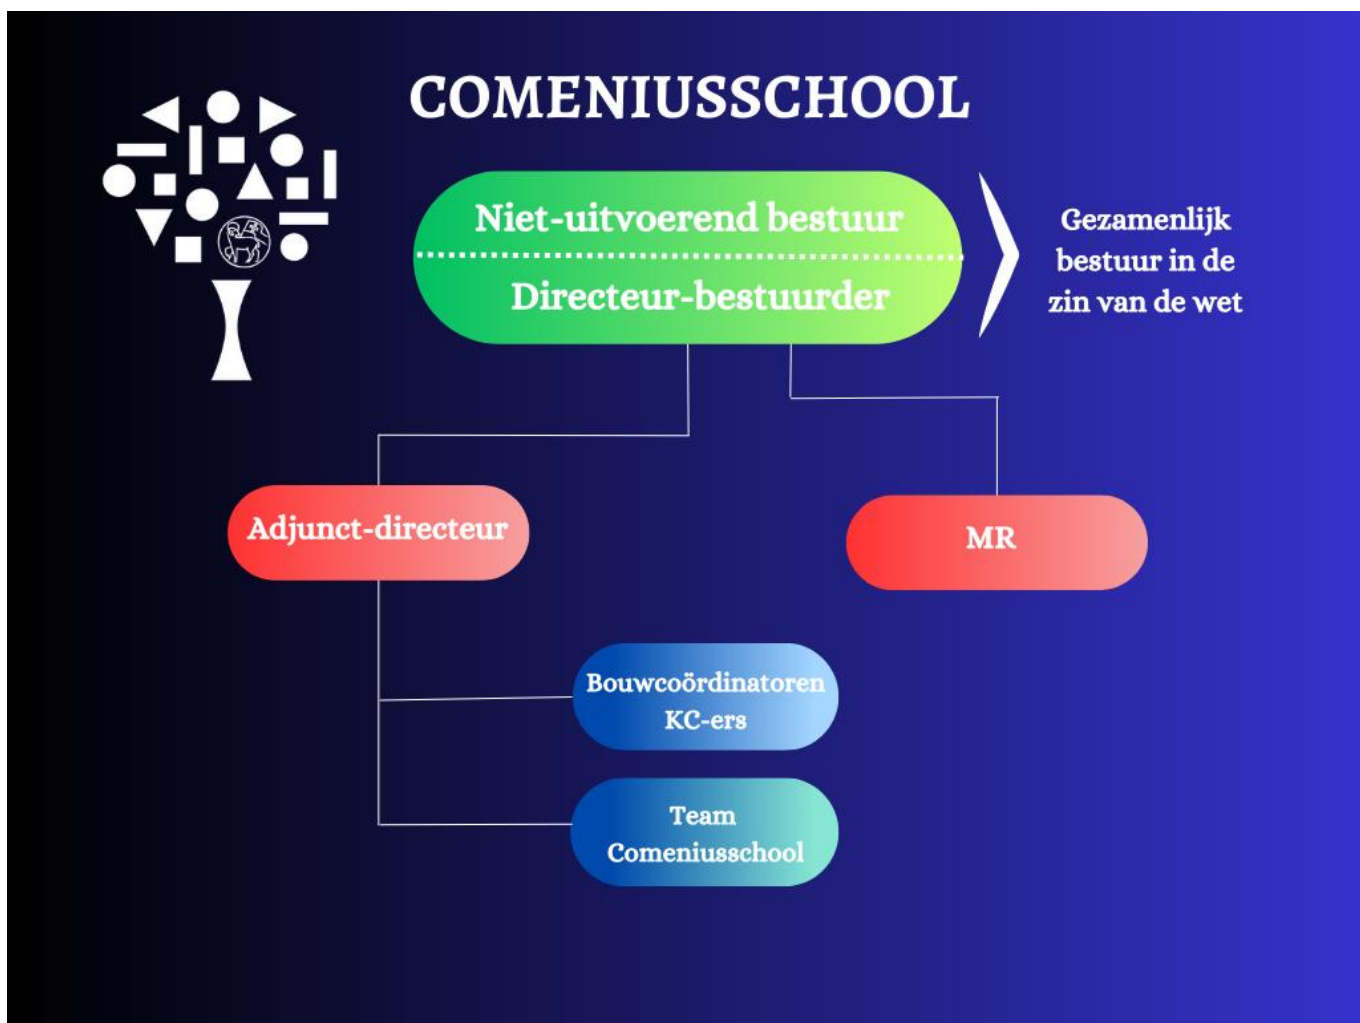 COMENIUSSCHOOL
Niet-uitvoerend bestuur
Directeur-bestuurder
Gezamenlijk
bestuur in de
zin van de wet
Adjunct-directeur
MR
Bouwcoördinatoren
KC-ers
Team
Comeniusschool